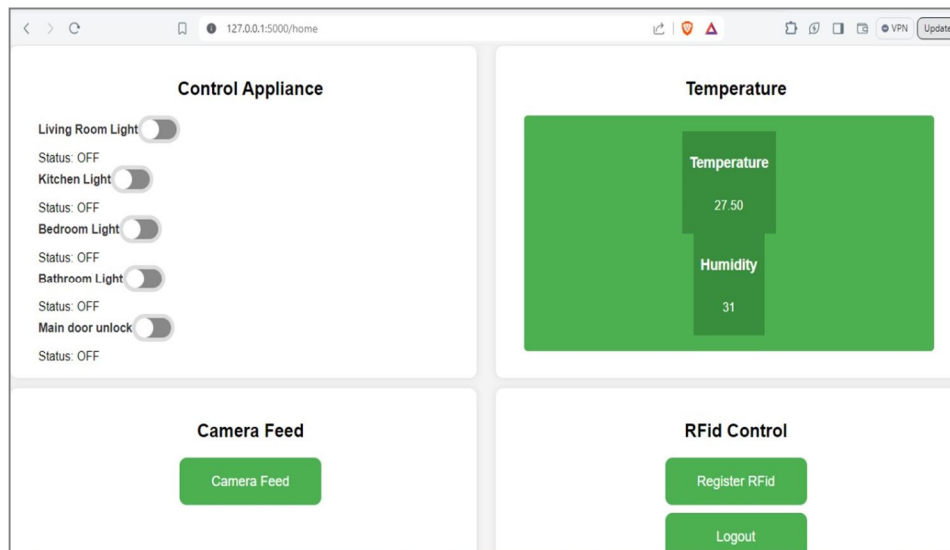 127.0.0.1:5000/home
VPN
Update
Control Appliance
Living Room Light
Status: OFF
Kitchen Light
Status: OFF
Bedroom Light
Status: OFF
Bathroom Light
Status: OFF
Main door unlock
Status: OFF
Temperature
Temperature
27.50
Humidity
31
Camera Feed
Camera Feed
RFid Control
Register RFid
Logout